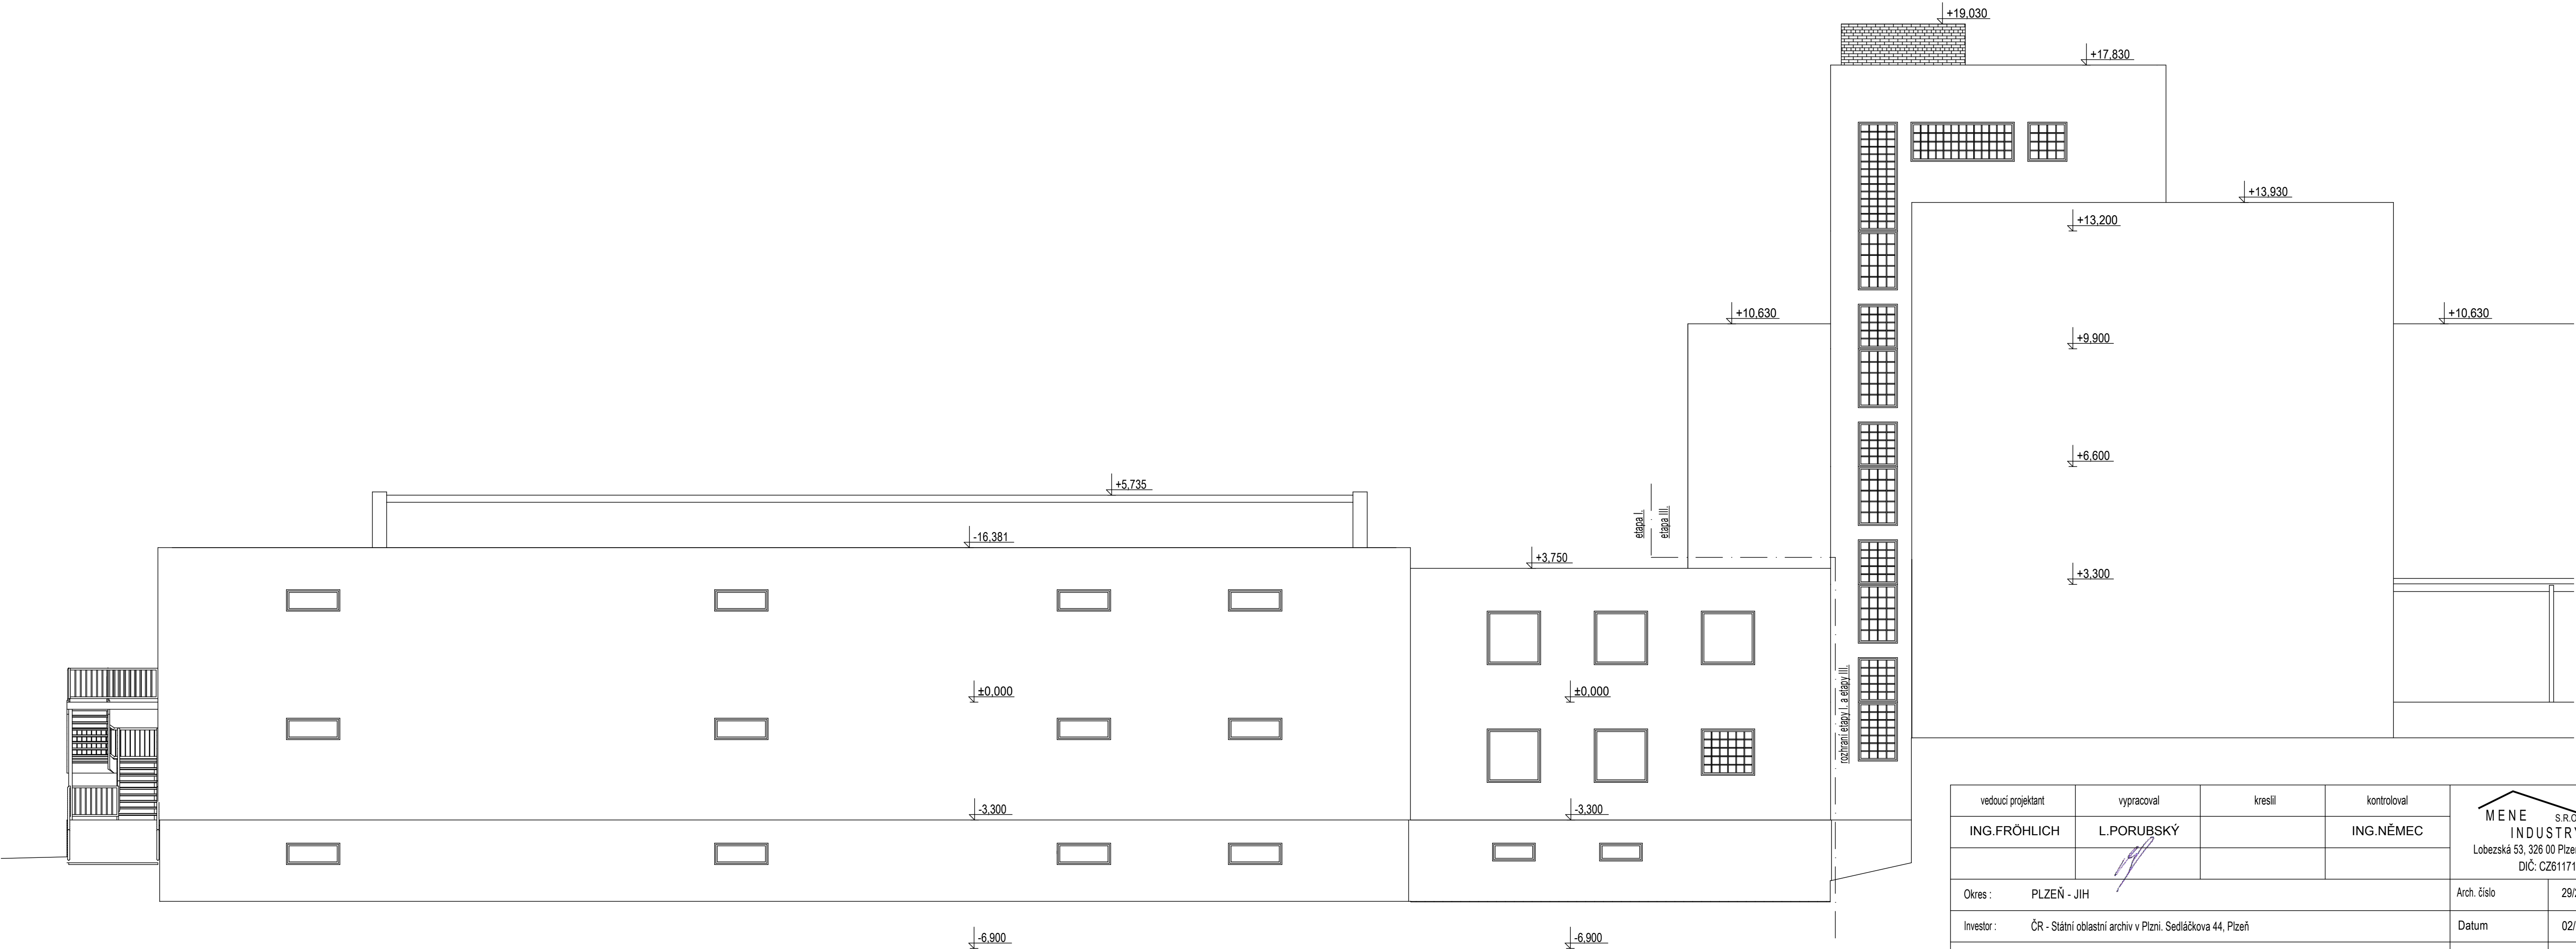 +19,030
+17,830
+13,930
+13,200
+10,630
+10,630
+9,900
+6,600
+5,735
etapa I.
etapa III.
-16,381
+3,750
+3,300
±0,000
±0,000
rozhraní etapy I. a etapy III.
-3,300
-3,300
-6,900
-6,900
vedoucí projektant vypracoval kreslil kontroloval
ING.FRÖHLICH L.PORUBSKÝ ING.NĚMEC
MENE S.R.O
INDUSTRY
Lobezská 53, 326 00 Plze
DIČ: CZ61171
Okres : PLZEŇ - JIH
Arch. číslo 29/
Investor : ČR - Státní oblastní archiv v Plzni. Sedláčkova 44, Plzeň
Datum 02/